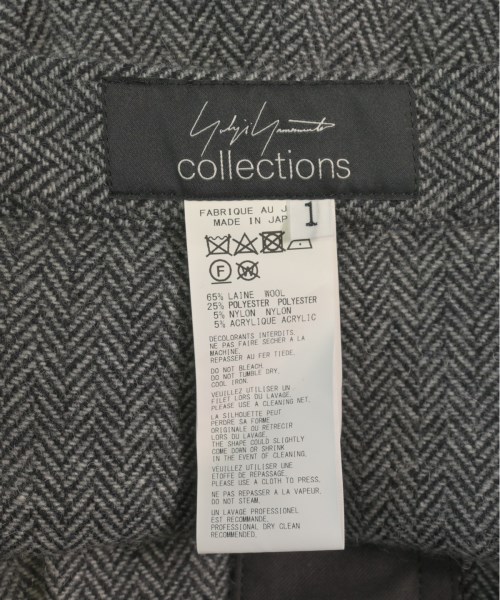 Yohji Yamamoto
collections
1
FABRIQUE AU J
MADE IN JAP
F
W
65% LAINE WOOL
25% POLYESTER POLYESTER
5% NYLON NYLON
5% ACRYLIQUE ACRYLIC
DECOLORANTS INTERDITS.
NE PAS FAIRE SECHER A LA
MACHINE.
REPASSER AU FER TIEDE.
DO NOT BLEACH.
DO NOT TUMBLE DRY.
COOL IRON.
VEUILLEZ UTILISER UN
FILET LORS DU LAVAGE.
PLEASE USE A CLEANING NET.
LA SILHOUETTE PEUT
PERDRE SA FORME
ORIGINALE OU RETRECIR
LORS DU LAVAGE.
THE SHAPE COULD SLIGHTLY
COME DOWN OR SHRINK
IN THE EVENT OF CLEANING.
VEUILLEZ UTILISER UNE
ETOFFE DE REPASSAGE.
PLEASE USE A CLOTH TO PRESS.
NE PAS REPASSER A LA VAPEUR.
DO NOT STEAM.
UN LAVAGE PROFESSIONEL
EST RECOMMANDE.
PROFESSIONAL DRY CLEAN
RECOMMENDED.